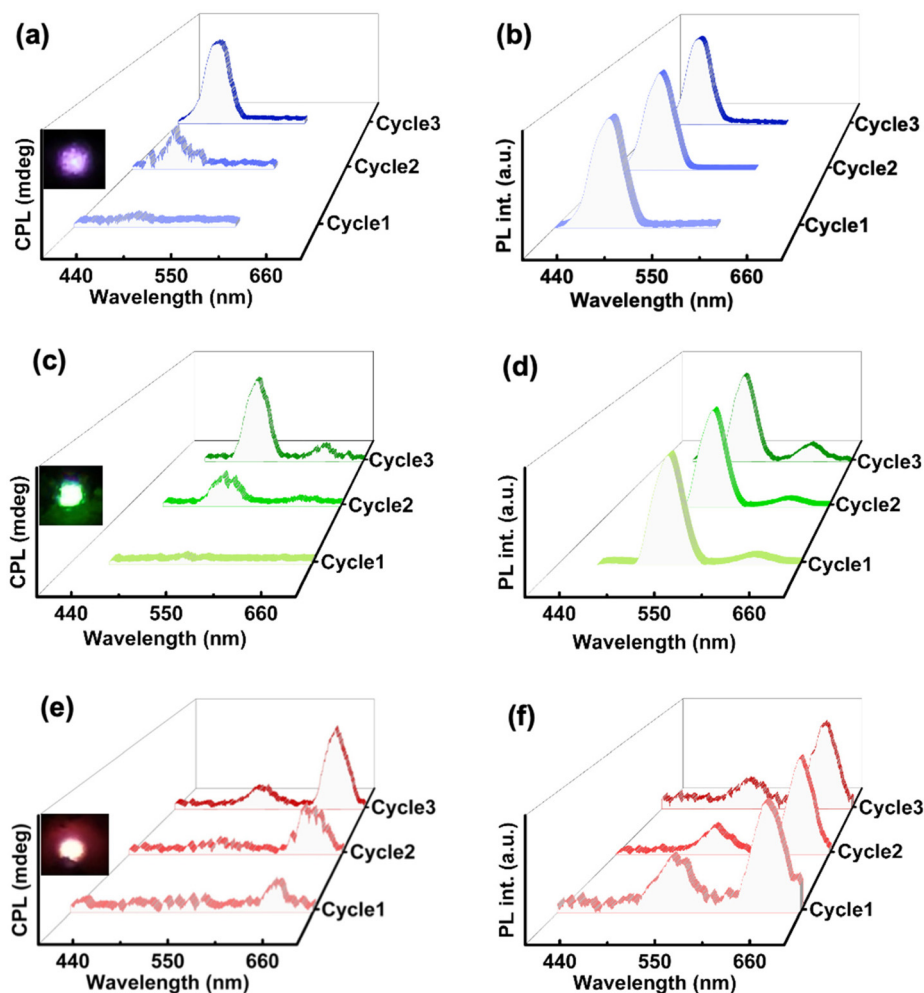 (a)
CPL (mdeg)
Cycle3
Cycle2
Cycle1
440 550 660
Wavelength (nm)
(b)
PL int. (a.u.)
Cycle3
Cycle2
Cycle1
440 550 660
Wavelength (nm)
(c)
CPL (mdeg)
Cycle3
Cycle2
Cycle1
440 550 660
Wavelength (nm)
(d)
PL int. (a.u.)
Cycle3
Cycle2
Cycle1
440 550 660
Wavelength (nm)
(e)
CPL (mdeg)
Cycle3
Cycle2
Cycle1
440 550 660
Wavelength (nm)
(f)
PL int. (a.u.)
Cycle3
Cycle2
Cycle1
440 550 660
Wavelength (nm)